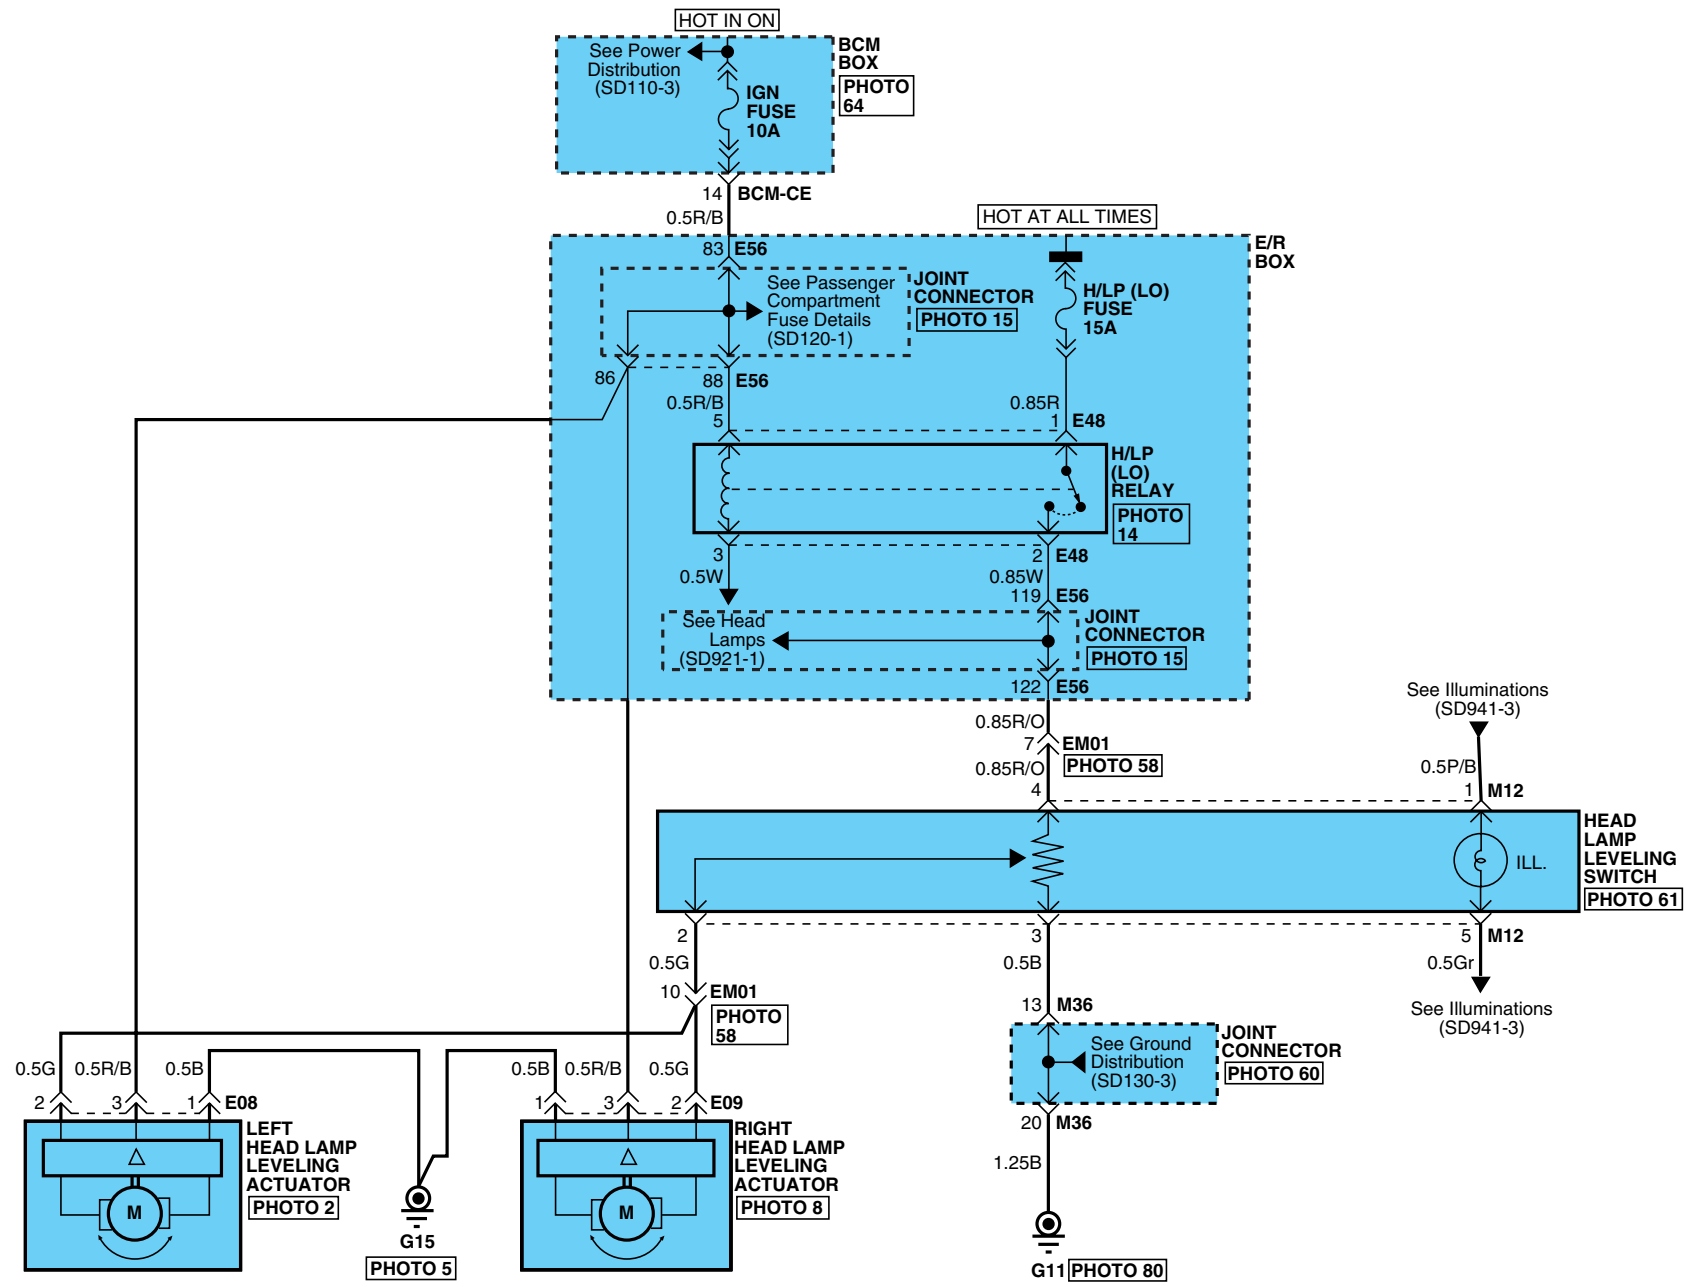 HOT IN ON
See Power
Distribution
(SD110-3)
IGN
FUSE
10A
BCM
BOX
PHOTO
64
14 BCM-CE
0.5R/B
HOT AT ALL TIMES
83 E56
E/R
BOX
See Passenger
Compartment
Fuse Details
(SD120-1)
JOINT
CONNECTOR
PHOTO 15
H/LP (LO)
FUSE
15A
86
88 E56
0.5R/B
5
0.85R
1 E48
H/LP
(LO)
RELAY
PHOTO
14
3
0.5W
2 E48
0.85W
119 E56
See Head
Lamps
(SD921-1)
JOINT
CONNECTOR
PHOTO 15
122 E56
0.85R/O
7 EM01
PHOTO 58
0.85R/O
4
See Illuminations
(SD941-3)
0.5P/B
1 M12
HEAD
LAMP
LEVELING
SWITCH
PHOTO 61
ILL.
2
0.5G
10 EM01
PHOTO
58
3
0.5B
13 M36
5 M12
0.5Gr
See Illuminations
(SD941-3)
See Ground
Distribution
(SD130-3)
JOINT
CONNECTOR
PHOTO 60
20 M36
1.25B
G11 PHOTO 80
0.5G 0.5R/B 0.5B
2 3 1 E08
LEFT
HEAD LAMP
LEVELING
ACTUATOR
PHOTO 2
M
G15
PHOTO 5
0.5B 0.5R/B 0.5G
1 3 2 E09
RIGHT
HEAD LAMP
LEVELING
ACTUATOR
PHOTO 8
M